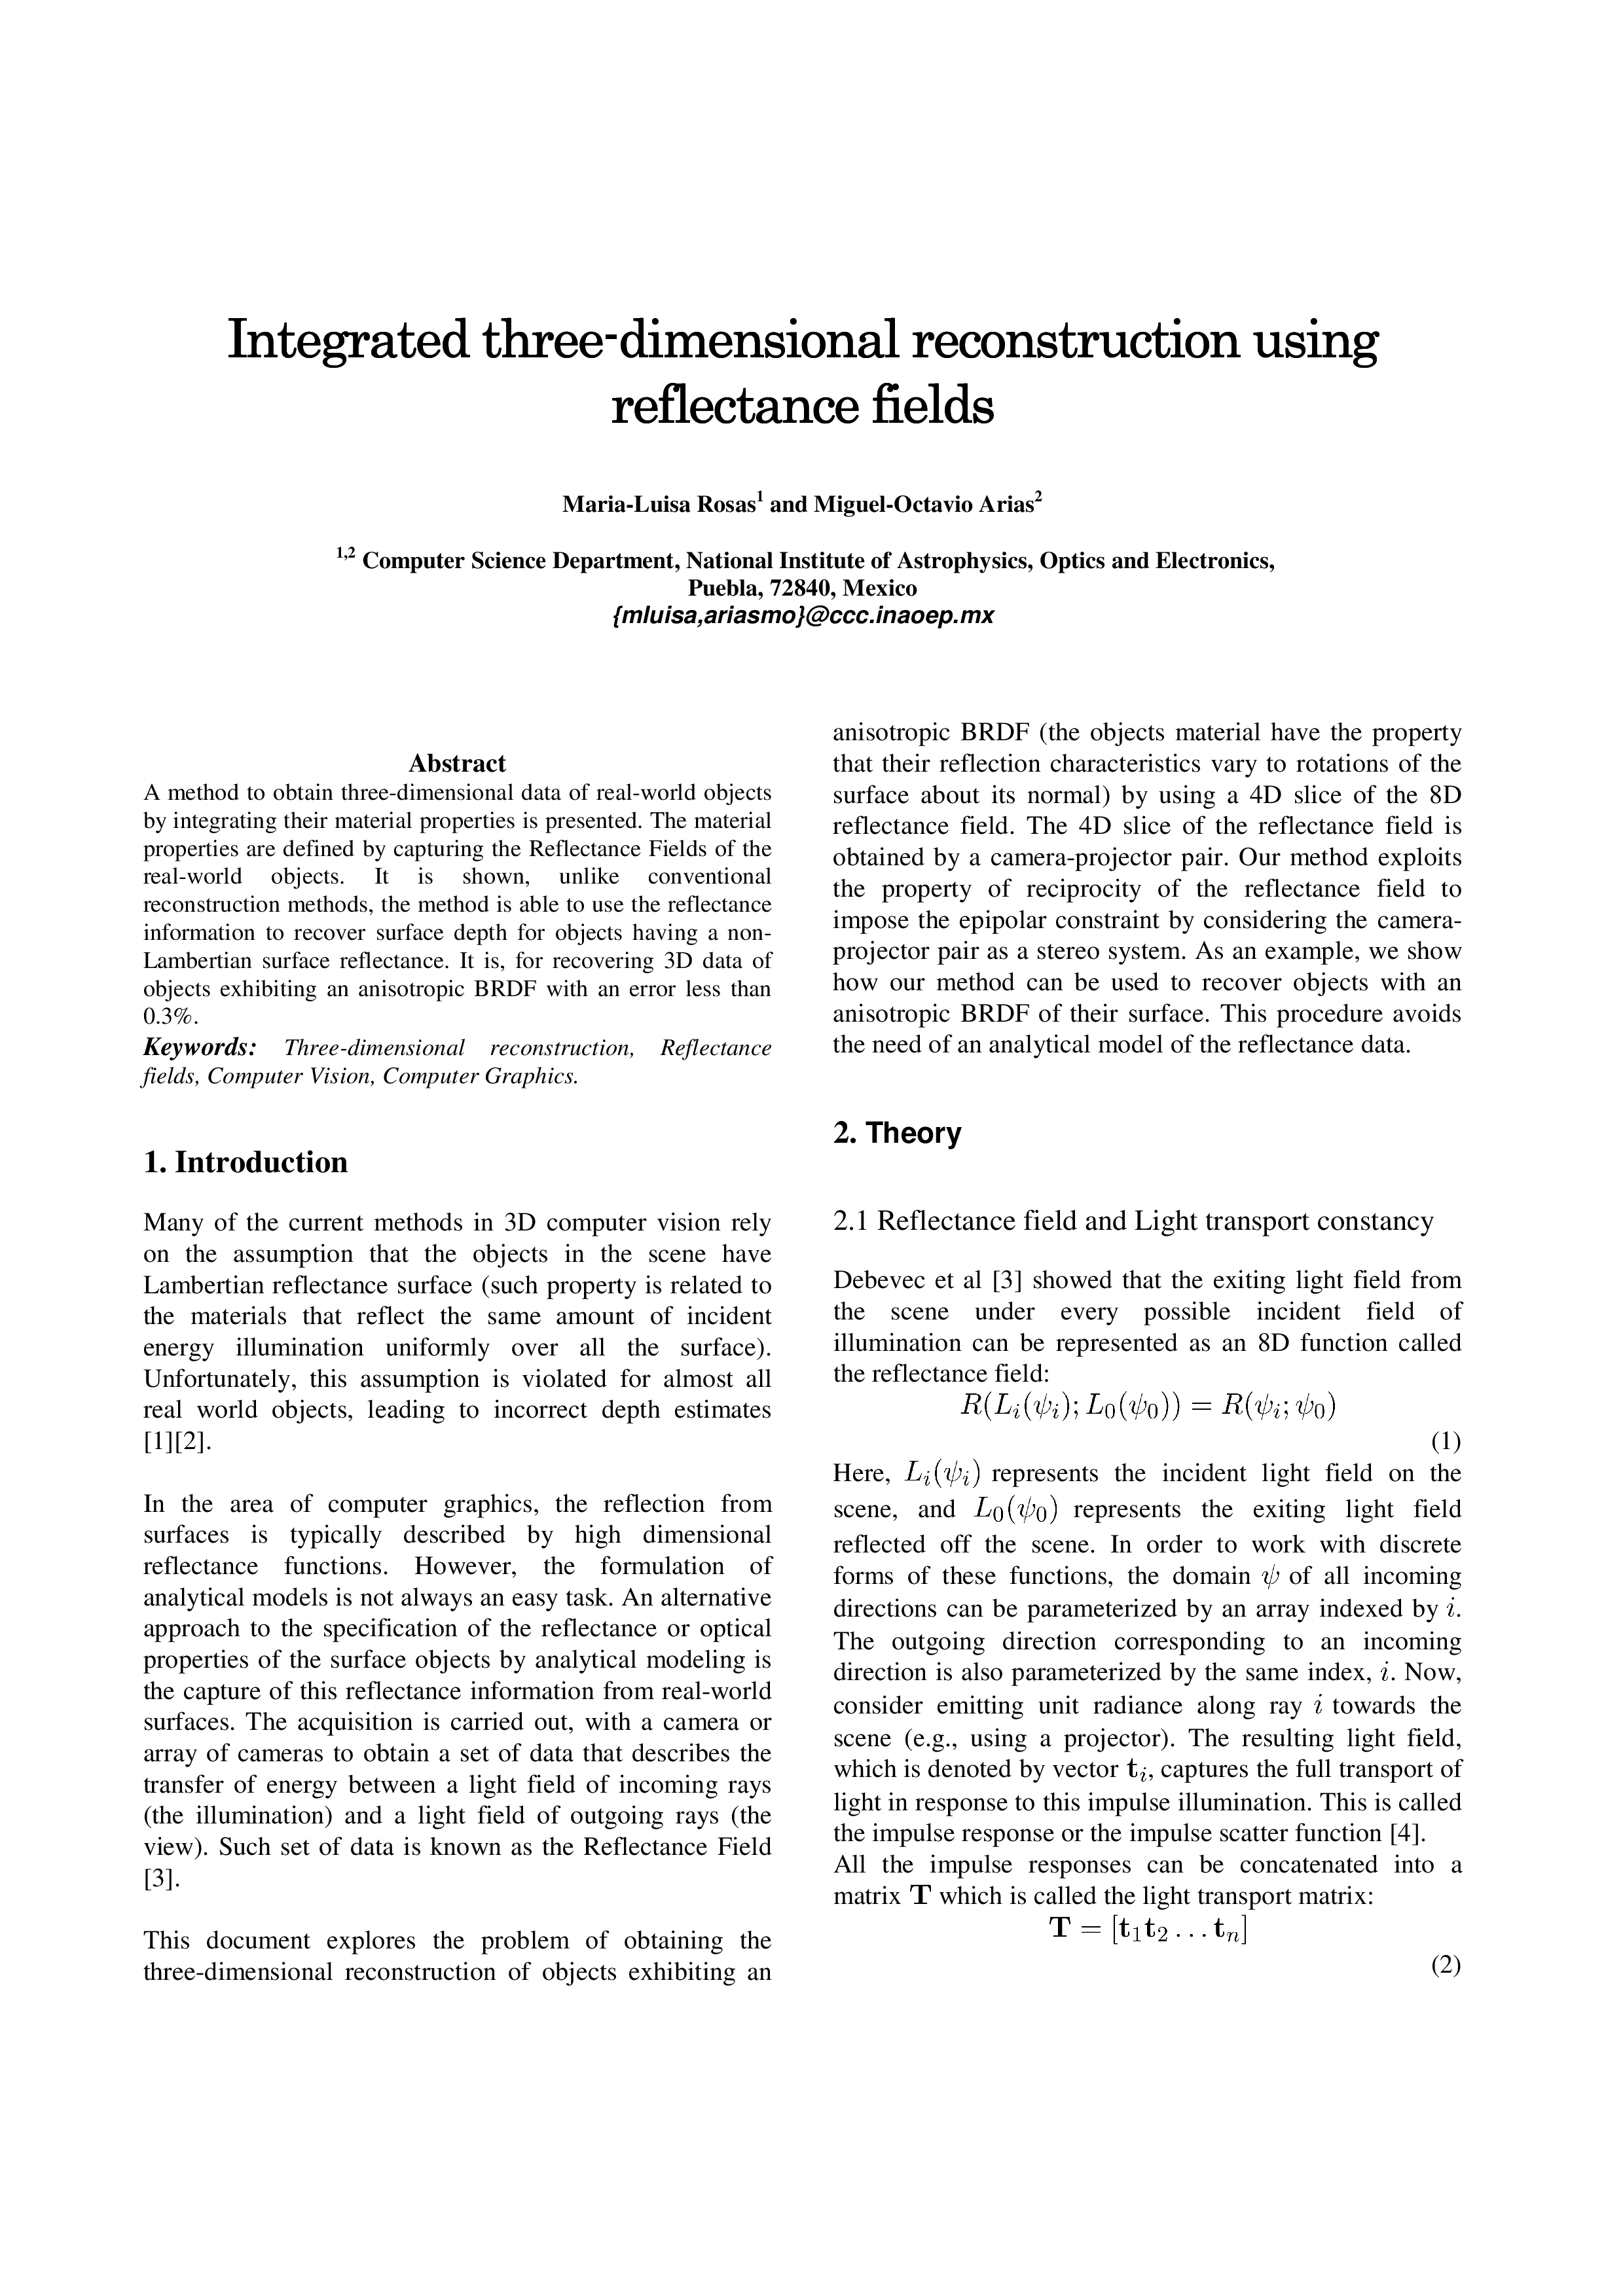 Integrated three-dimensional reconstruction using
reflectance fields
Maria-Luisa Rosas1 and Miguel-Octavio Arias2
1,2 Computer Science Department, National Institute of Astrophysics, Optics and Electronics,
Puebla, 72840, Mexico
{mluisa,ariasmo}@ccc.inaoep.mx
Abstract
A method to obtain three-dimensional data of real-world objects
by integrating their material properties is presented. The material
properties are defined by capturing the Reflectance Fields of the
real-world objects. It is shown, unlike conventional
reconstruction methods, the method is able to use the reflectance
information to recover surface depth for objects having a non-
Lambertian surface reflectance. It is, for recovering 3D data of
objects exhibiting an anisotropic BRDF with an error less than
0.3%.
Keywords: Three-dimensional reconstruction, Reflectance
fields, Computer Vision, Computer Graphics.
1. Introduction
Many of the current methods in 3D computer vision rely
on the assumption that the objects in the scene have
Lambertian reflectance surface (such property is related to
the materials that reflect the same amount of incident
energy illumination uniformly over all the surface).
Unfortunately, this assumption is violated for almost all
real world objects, leading to incorrect depth estimates
[1][2].
In the area of computer graphics, the reflection from
surfaces is typically described by high dimensional
reflectance functions. However, the formulation of
analytical models is not always an easy task. An alternative
approach to the specification of the reflectance or optical
properties of the surface objects by analytical modeling is
the capture of this reflectance information from real-world
surfaces. The acquisition is carried out, with a camera or
array of cameras to obtain a set of data that describes the
transfer of energy between a light field of incoming rays
(the illumination) and a light field of outgoing rays (the
view). Such set of data is known as the Reflectance Field
[3].
This document explores the problem of obtaining the
three-dimensional reconstruction of objects exhibiting an
anisotropic BRDF (the objects material have the property
that their reflection characteristics vary to rotations of the
surface about its normal) by using a 4D slice of the 8D
reflectance field. The 4D slice of the reflectance field is
obtained by a camera-projector pair. Our method exploits
the property of reciprocity of the reflectance field to
impose the epipolar constraint by considering the camera-
projector pair as a stereo system. As an example, we show
how our method can be used to recover objects with an
anisotropic BRDF of their surface. This procedure avoids
the need of an analytical model of the reflectance data.
2. Theory
2.1 Reflectance field and Light transport constancy
Debevec et al [3] showed that the exiting light field from
the scene under every possible incident field of
illumination can be represented as an 8D function called
the reflectance field:
R(Li(ψi); L0(ψ0)) = R(ψi; ψ0)
(1)
Here, Li(ψi) represents the incident light field on the
scene, and L0(ψ0) represents the exiting light field
reflected off the scene. In order to work with discrete
forms of these functions, the domain ψ of all incoming
directions can be parameterized by an array indexed by i.
The outgoing direction corresponding to an incoming
direction is also parameterized by the same index, i. Now,
consider emitting unit radiance along ray i towards the
scene (e.g., using a projector). The resulting light field,
which is denoted by vector ti, captures the full transport of
light in response to this impulse illumination. This is called
the impulse response or the impulse scatter function [4].
All the impulse responses can be concatenated into a
matrix T which is called the light transport matrix:
T = [t1t2 . . . tn]
(2)